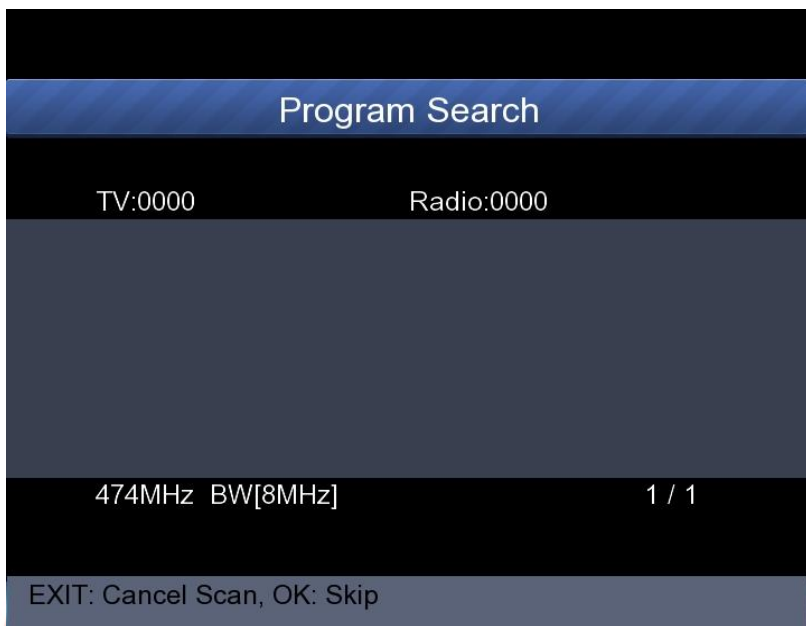 Program Search
TV:0000 Radio:0000
474MHz BW[8MHz] 1 / 1
EXIT: Cancel Scan, OK: Skip